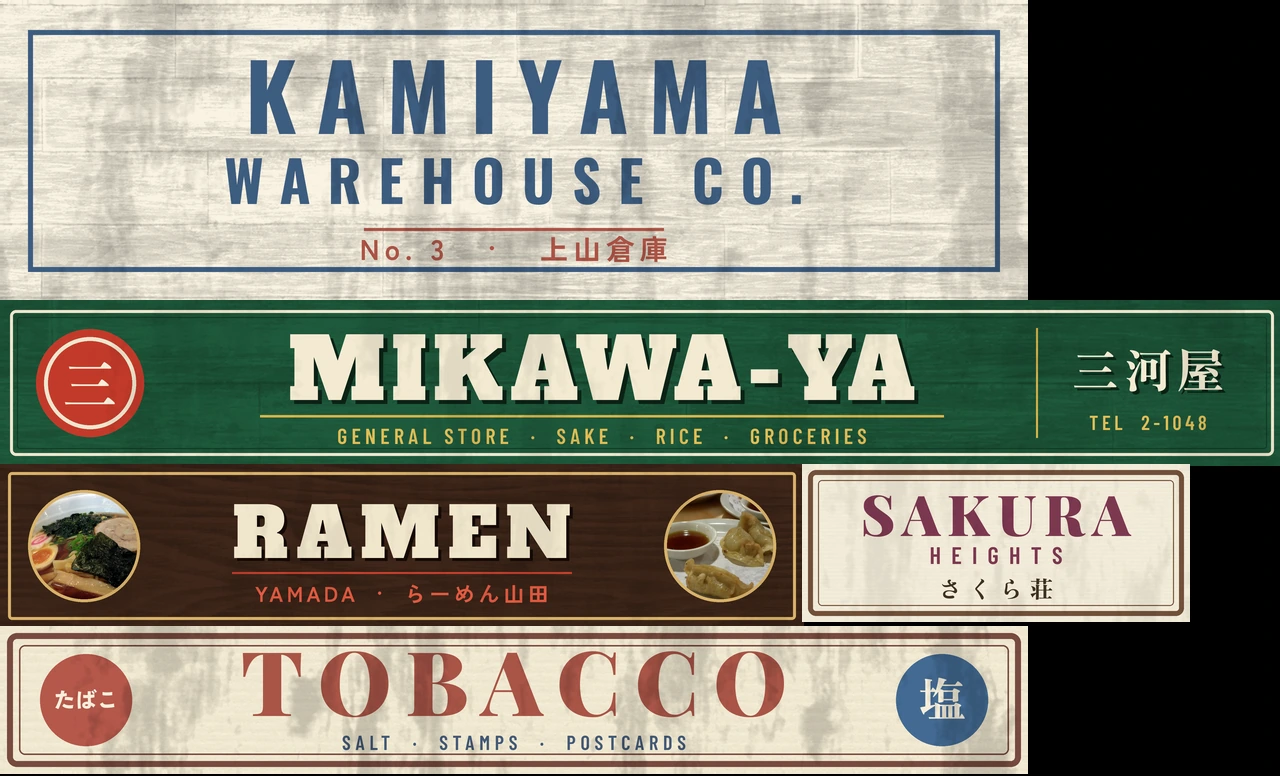 KAMIYAMA
WAREHOUSE CO.
No. 3 · 上山倉庫
三
MIKAWA-YA
GENERAL STORE · SAKE · RICE · GROCERIES
三河屋
TEL 2-1048
RAMEN
YAMADA · らーめん山田
SAKURA
HEIGHTS
さくら荘
たばこ
TOBACCO
SALT · STAMPS · POSTCARDS
塩